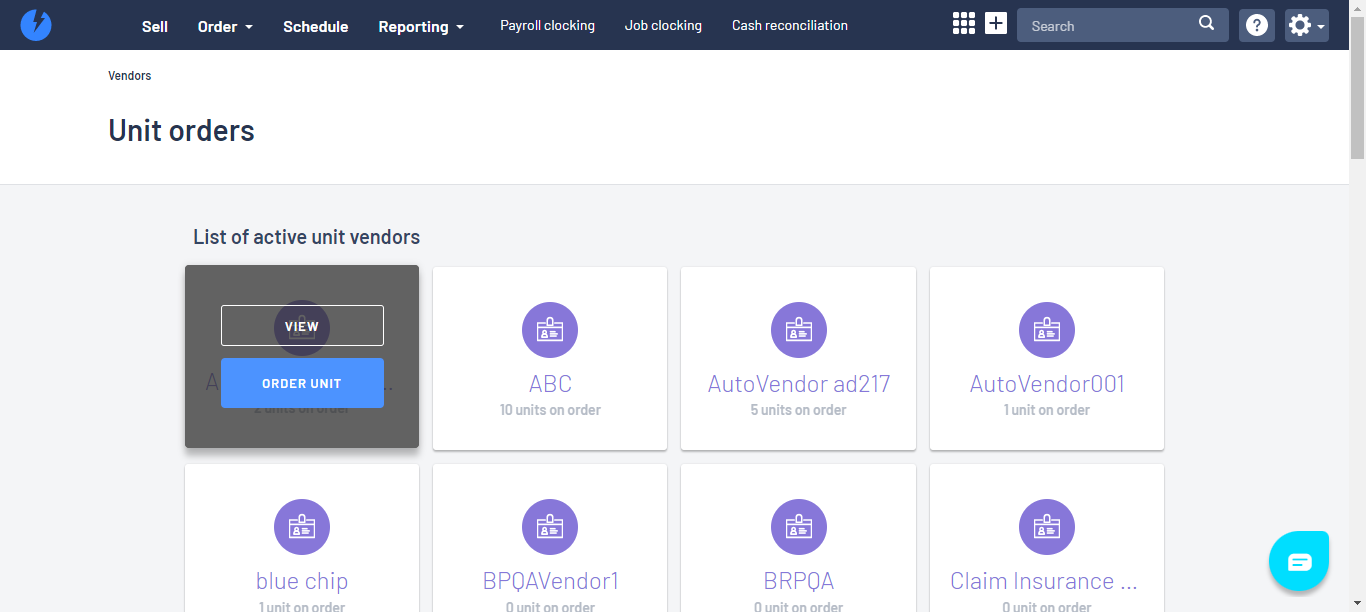 Sell Order Schedule Reporting Payroll clocking Job clocking Cash reconciliation Search
Vendors
Unit orders
List of active unit vendors
VIEW
ORDER UNIT
2 units on order
ABC
10 units on order
AutoVendor ad217
5 units on order
AutoVendor001
1 unit on order
blue chip
1 unit on order
BPQAVendor1
0 unit on order
BRPQA
0 unit on order
Claim Insurance ...
0 unit on order